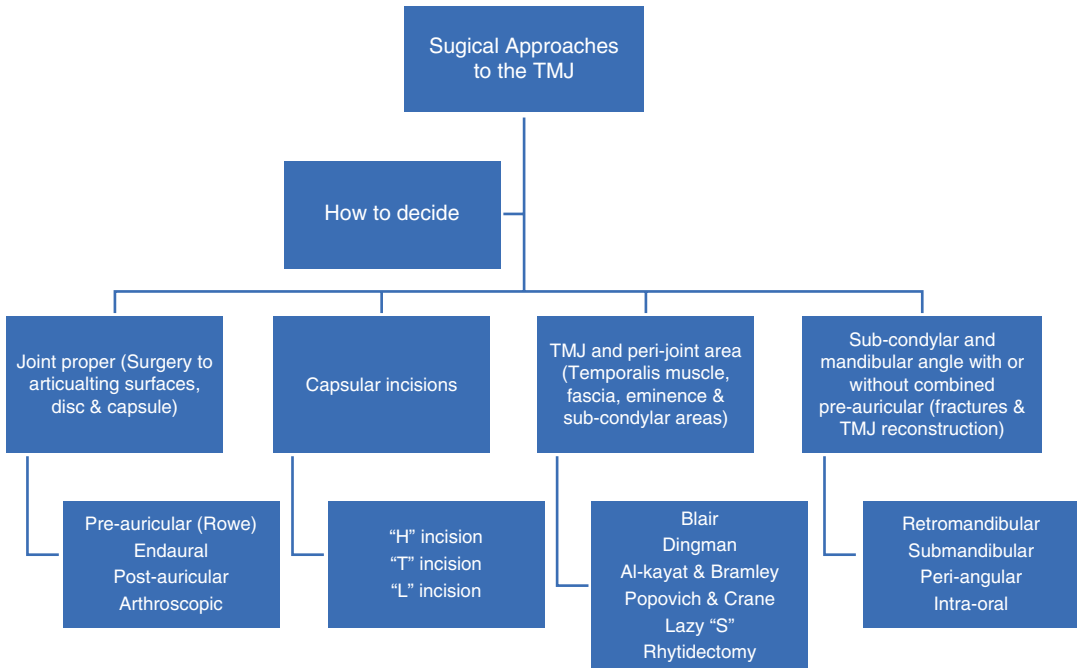 Sugical Approaches
to the TMJ
How to decide
Joint proper (Surgery to
articualting surfaces,
disc & capsule)
Capsular incisions
TMJ and peri-joint area
(Temporalis muscle,
fascia, eminence &
sub-condylar areas)
Sub-condylar and
mandibular angle with or
without combined
pre-auricular (fractures &
TMJ reconstruction)
Pre-auricular (Rowe)
Endaural
Post-auricular
Arthroscopic
“H” incision
“T” incision
“L” incision
Blair
Dingman
Al-kayat & Bramley
Popovich & Crane
Lazy “S”
Rhytidectomy
Retromandibular
Submandibular
Peri-angular
Intra-oral